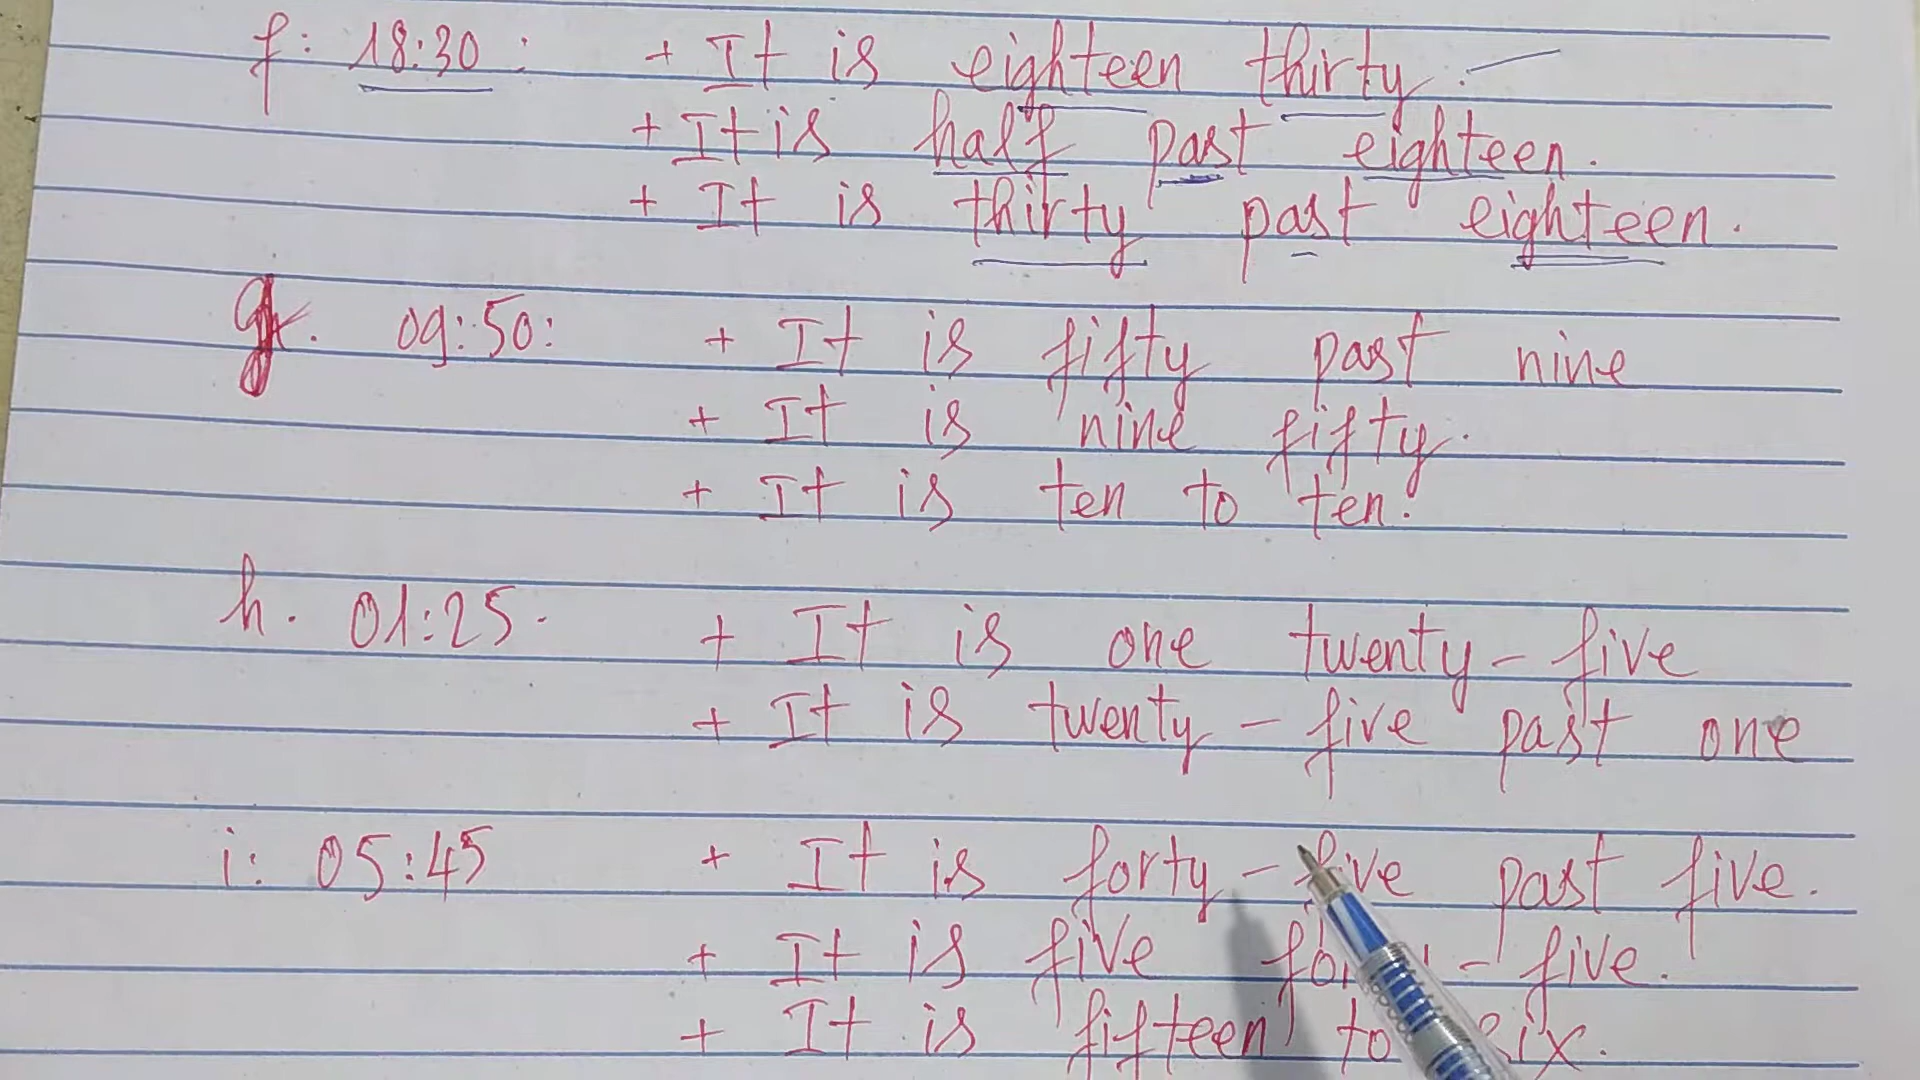 f: 18:30: + It is eighteen thirty.
+ It is half past eighteen.
+ It is thirty past eighteen.
g. 09:50: + It is fifty past nine
+ It is nine fifty.
+ It is ten to ten.
h. 01:25. + It is one twenty-five
+ It is twenty-five past one
i: 05:45 + It is forty-five past five.
+ It is five forty-five.
+ It is fifteen to six.